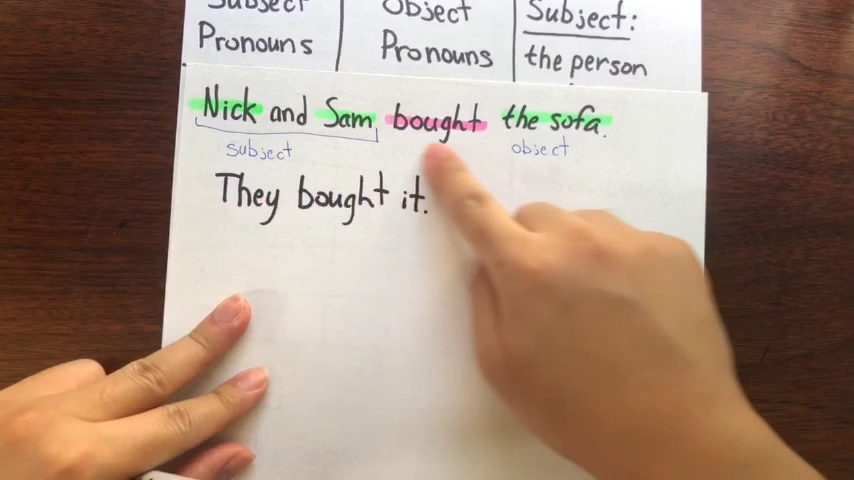 Subject Object Subject:
Pronouns Pronouns the person
Nick and Sam bought the sofa.
subject object
They bought it.